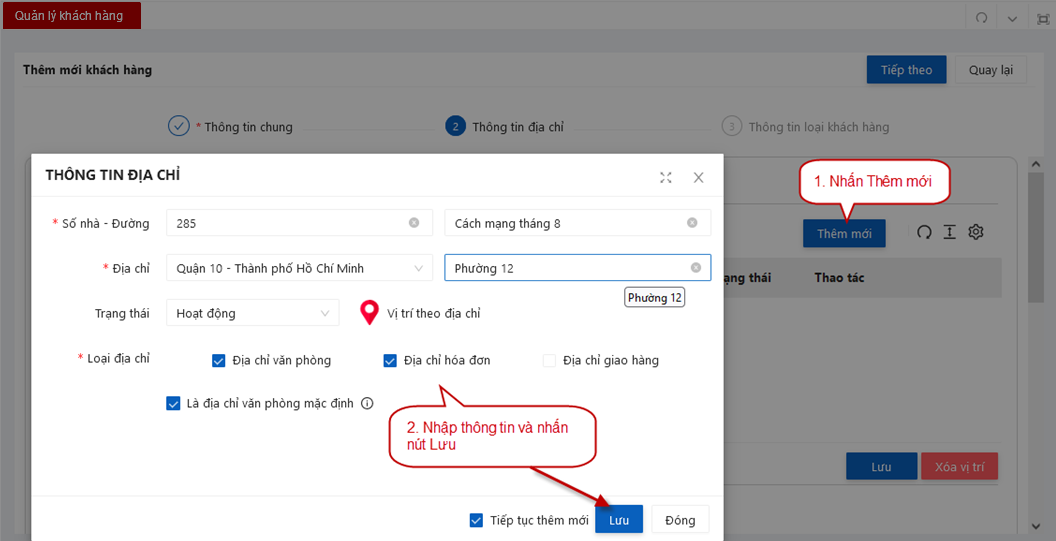 Quản lý khách hàng
Thêm mới khách hàng
Tiếp theo
Quay lại
* Thông tin chung
2 Thông tin địa chỉ
3 Thông tin loại khách hàng
THÔNG TIN ĐỊA CHỈ
1. Nhấn Thêm mới
* Số nhà - Đường
285
Cách mạng tháng 8
Thêm mới
* Địa chỉ
Quận 10 - Thành phố Hồ Chí Minh
Phường 12
ạng thái
Thao tác
Phường 12
Trạng thái
Hoạt động
Vị trí theo địa chỉ
* Loại địa chỉ
Địa chỉ văn phòng
Địa chỉ hóa đơn
Địa chỉ giao hàng
Là địa chỉ văn phòng mặc định
2. Nhập thông tin và nhấn
nút Lưu
Lưu
Xóa vị trí
Tiếp tục thêm mới
Lưu
Đóng